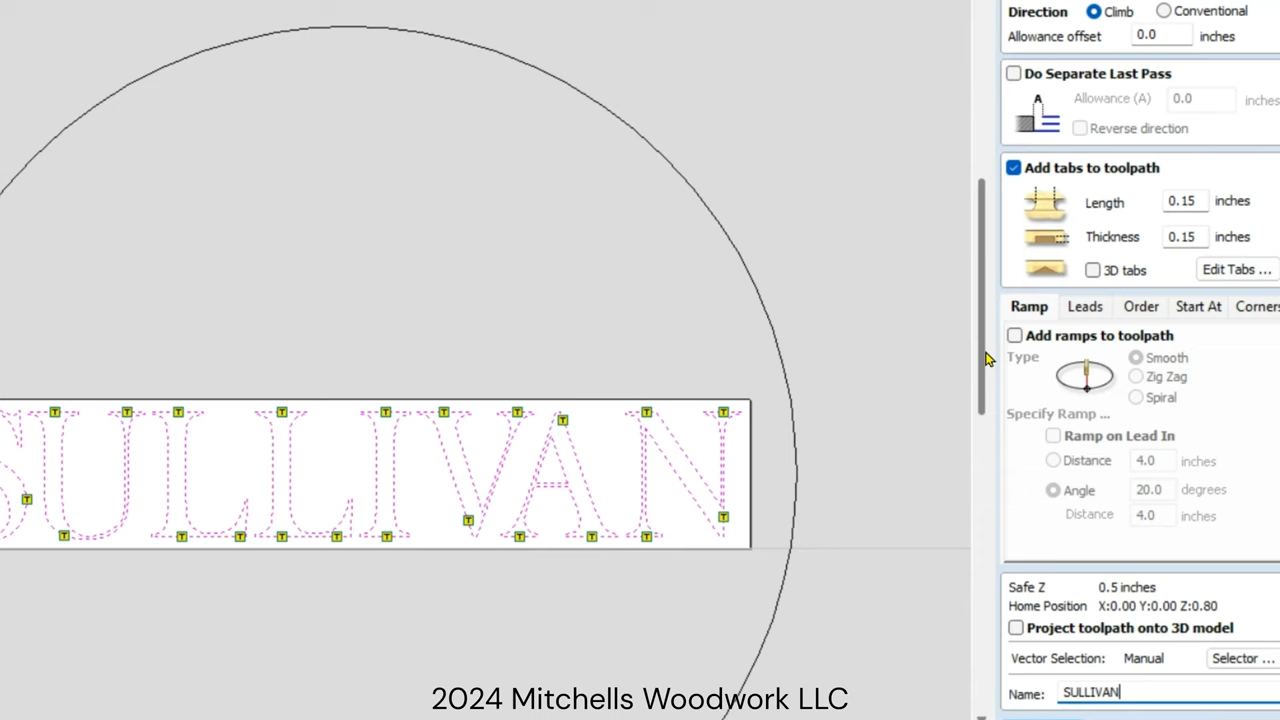 Direction Climb Conventional
Allowance offset 0.0 inches
Do Separate Last Pass
A
Allowance (A) 0.0 inches
Reverse direction
Add tabs to toolpath
Length 0.15 inches
Thickness 0.15 inches
3D tabs Edit Tabs ...
Ramp Leads Order Start At Corners
Add ramps to toolpath
Type Smooth
Zig Zag
Spiral
Specify Ramp ...
Ramp on Lead In
Distance 4.0 inches
Angle 20.0 degrees
Distance 4.0 inches
SULLIVAN
Safe Z 0.5 inches
Home Position X:0.00 Y:0.00 Z:0.80
Project toolpath onto 3D model
Vector Selection: Manual Selector ...
Name: SULLIVAN
2024 Mitchells Woodwork LLC